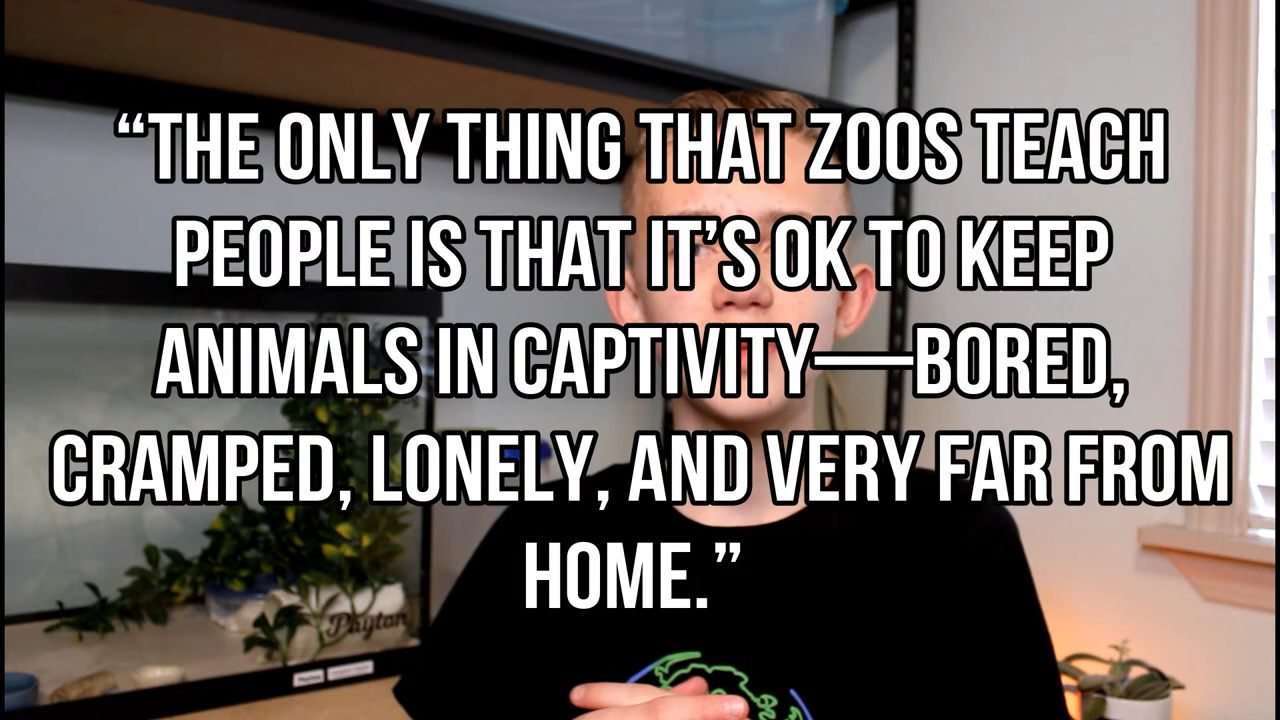 “THE ONLY THING THAT ZOOS TEACH
PEOPLE IS THAT IT’S OK TO KEEP
ANIMALS IN CAPTIVITY—BORED,
CRAMPED, LONELY, AND VERY FAR FROM
HOME.”
Payton